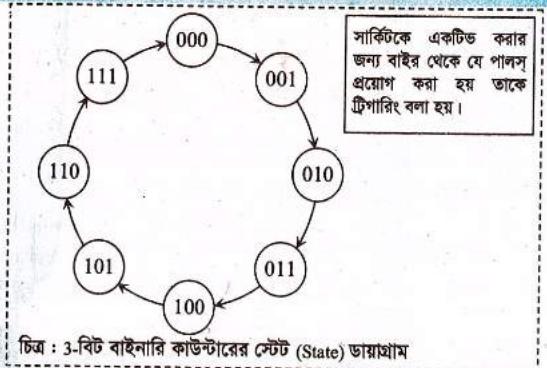 000
001
010
011
100
101
110
111
সার্কিটকে একটিভ করার
জন্য বাইর থেকে যে পালস্
প্রয়োগ করা হয় তাকে
ট্রিগারিং বলা হয়।
চিত্র : 3-বিট বাইনারি কাউন্টারের স্টেট (State) ডায়াগ্রাম